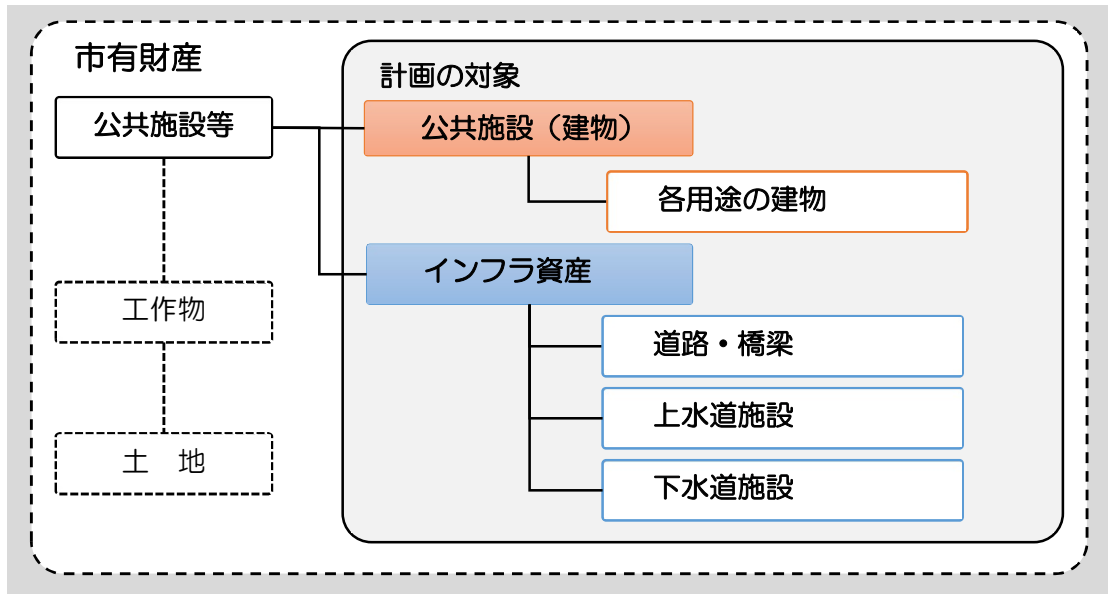 市有財産
公共施設等
工作物
土　地
計画の対象
公共施設（建物）
各用途の建物
インフラ資産
道路・橋梁
上水道施設
下水道施設